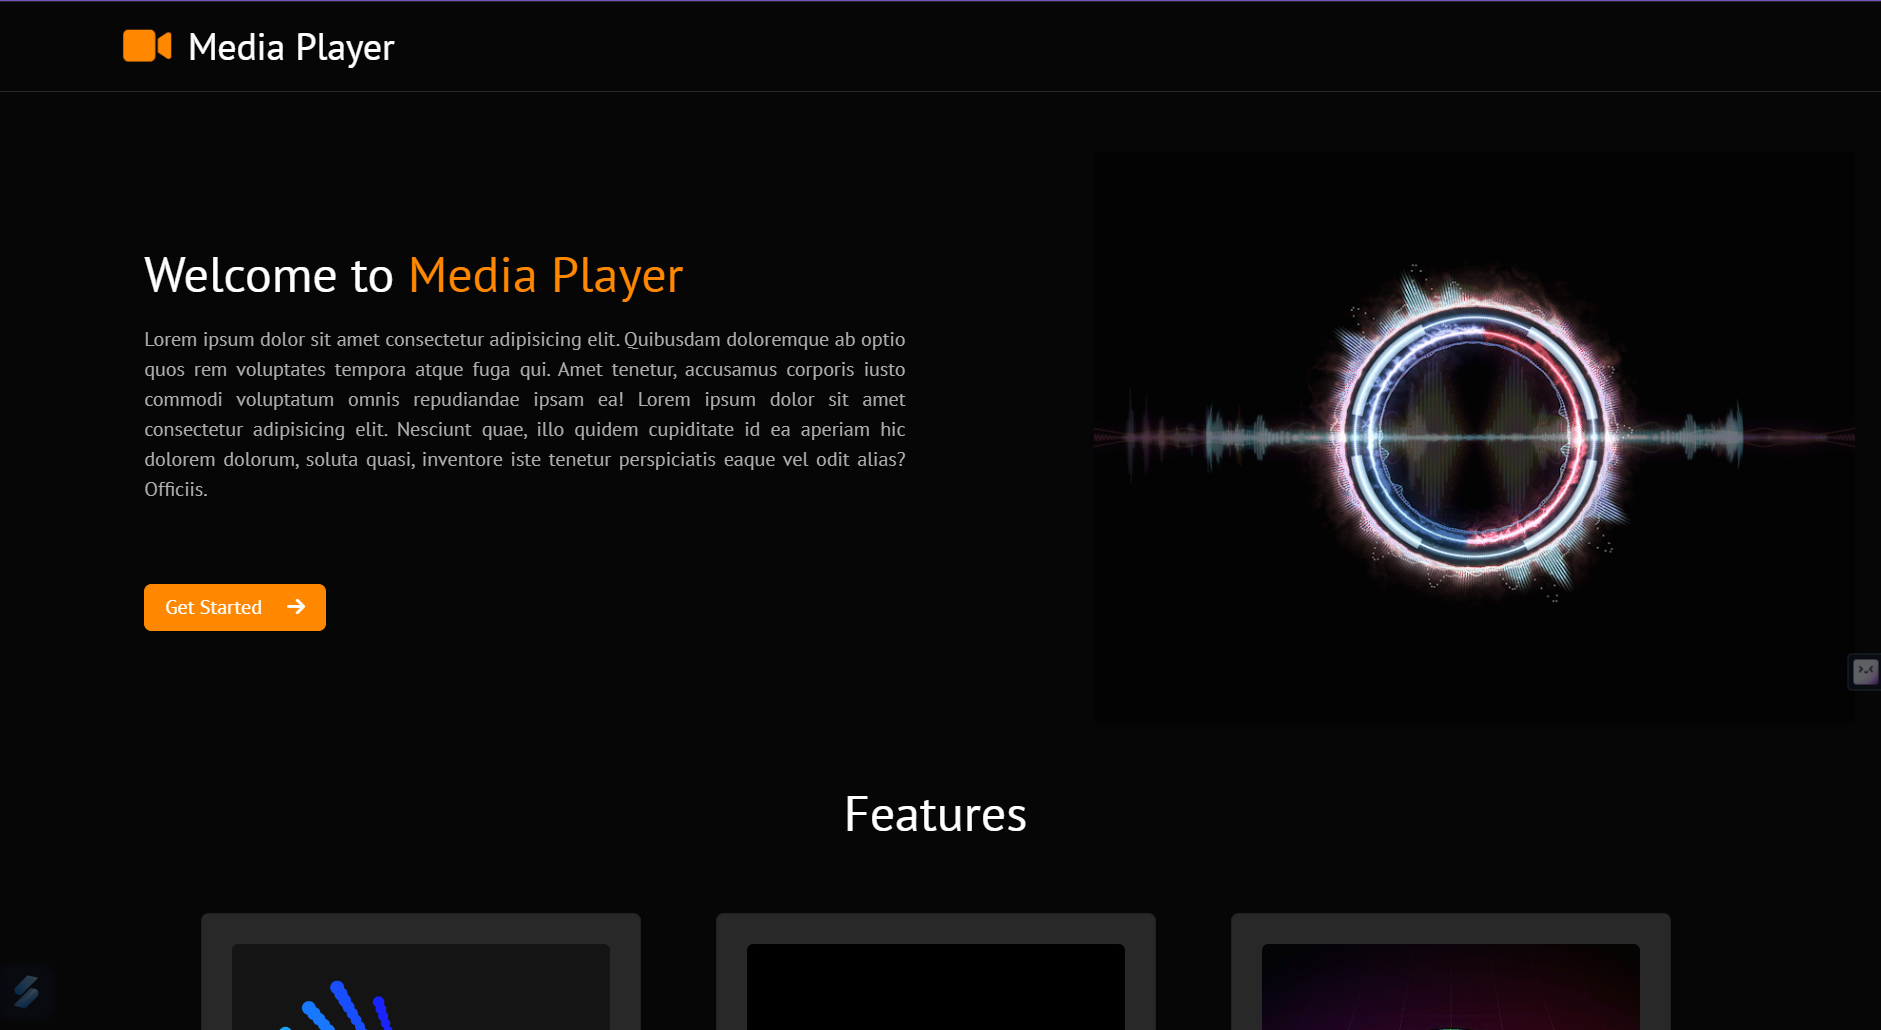 Media Player
Welcome to Media Player
Lorem ipsum dolor sit amet consectetur adipisicing elit. Quibusdam doloremque ab optio
quos rem voluptates tempora atque fuga qui. Amet tenetur, accusamus corporis iusto
commodi voluptatum omnis repudiandae ipsam ea! Lorem ipsum dolor sit amet
consectetur adipisicing elit. Nesciunt quae, illo quidem cupiditate id ea aperiam hic
dolorem dolorum, soluta quasi, inventore iste tenetur perspiciatis eaque vel odit alias?
Officiis.
Get Started
Features